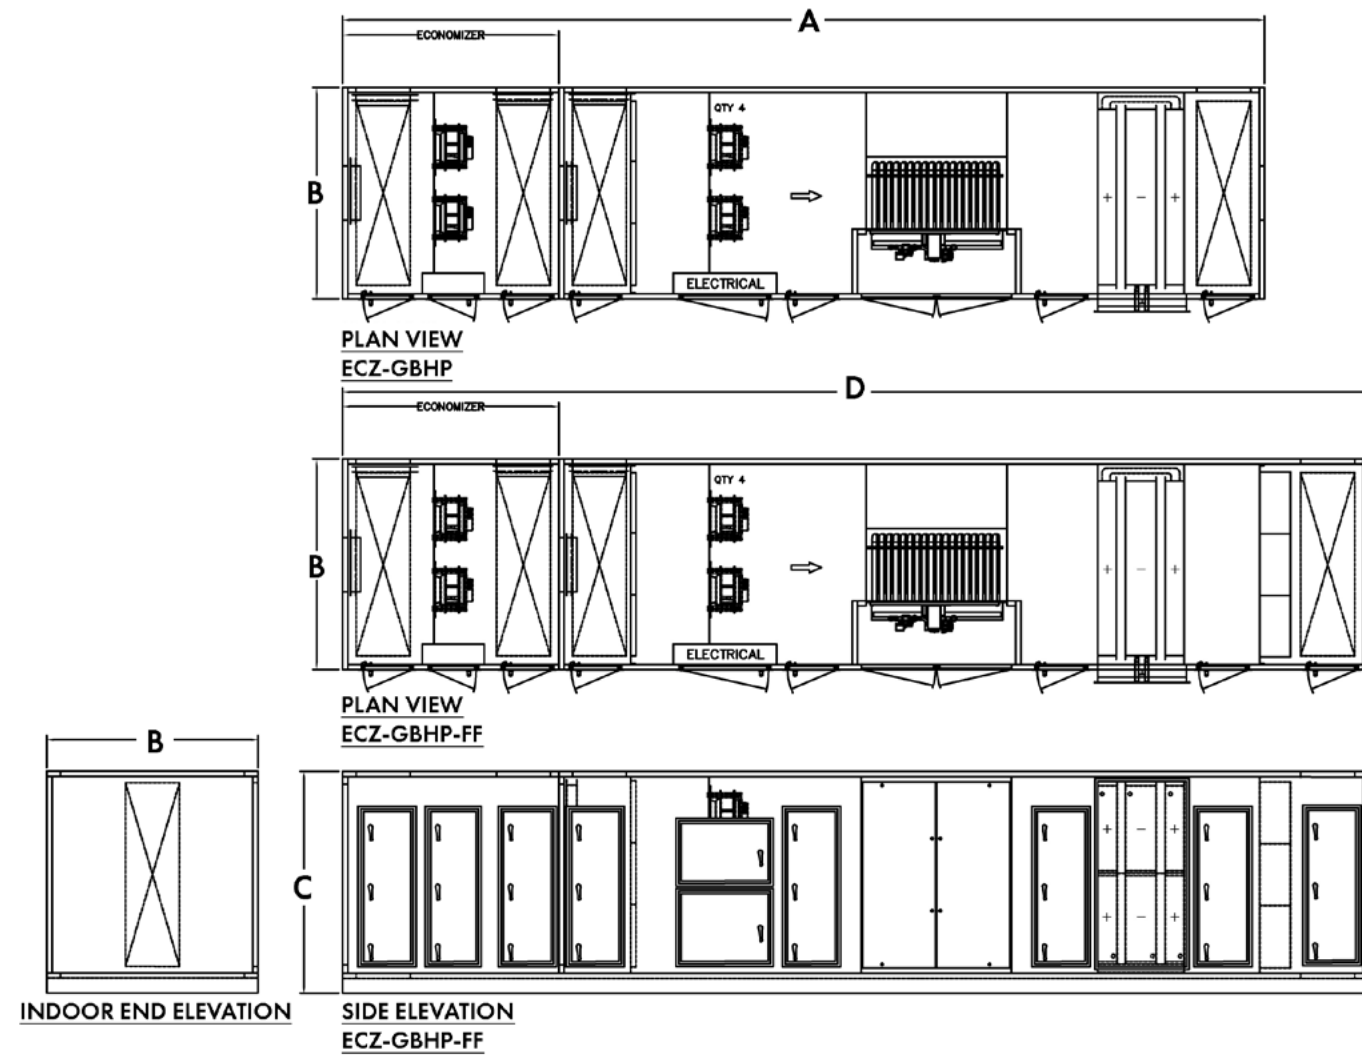 A
ECONOMIZER
B
QTY 4
ELECTRICAL
PLAN VIEW
ECZ-GBHP
D
ECONOMIZER
B
QTY 4
ELECTRICAL
PLAN VIEW
ECZ-GBHP-FF
B
C
INDOOR END ELEVATION
SIDE ELEVATION
ECZ-GBHP-FF